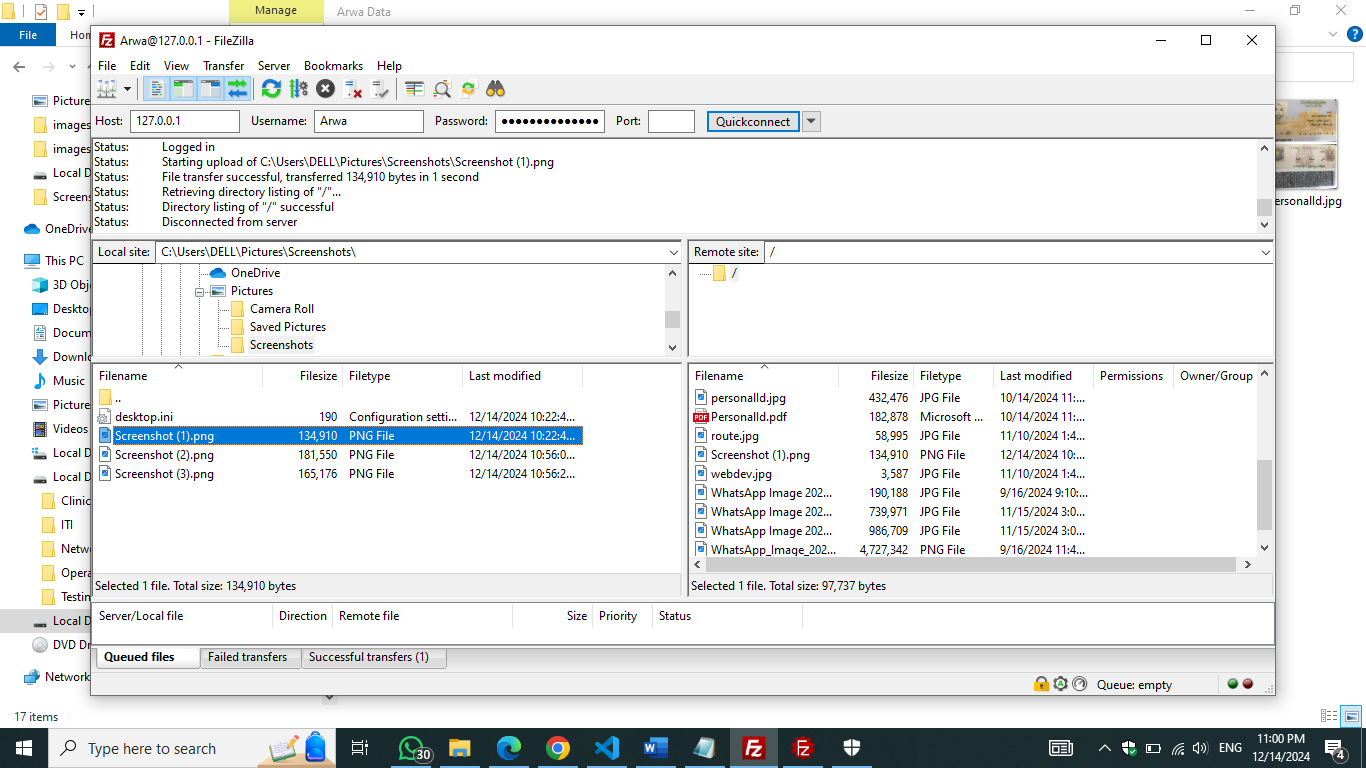 Manage
Arwa Data
File
Hom
Arwa@127.0.0.1 - FileZilla
File Edit View Transfer Server Bookmarks Help
Host: 127.0.0.1 Username: Arwa Password: ●●●●●●●●●●●●●● Port: Quickconnect
Status: Logged in
Status: Starting upload of C:\Users\DELL\Pictures\Screenshots\Screenshot (1).png
Status: File transfer successful, transferred 134,910 bytes in 1 second
Status: Retrieving directory listing of "/"...
Status: Directory listing of "/" successful
Status: Disconnected from server
Local site: C:\Users\DELL\Pictures\Screenshots\
OneDrive
Pictures
Camera Roll
Saved Pictures
Screenshots
Remote site: /
/
Filename Filesize Filetype Last modified
..
desktop.ini 190 Configuration setti... 12/14/2024 10:22:4...
Screenshot (1).png 134,910 PNG File 12/14/2024 10:22:4...
Screenshot (2).png 181,550 PNG File 12/14/2024 10:56:0...
Screenshot (3).png 165,176 PNG File 12/14/2024 10:56:2...
Selected 1 file. Total size: 134,910 bytes
Filename Filesize Filetype Last modified Permissions Owner/Group
personalId.jpg 432,476 JPG File 10/14/2024 11:...
PersonalId.pdf 182,878 Microsoft ... 10/14/2024 11:...
route.jpg 58,995 JPG File 11/10/2024 1:4...
Screenshot (1).png 134,910 PNG File 12/14/2024 10:...
webdev.jpg 3,587 JPG File 11/10/2024 1:4...
WhatsApp Image 202... 190,188 JPG File 9/16/2024 9:10:...
WhatsApp Image 202... 739,971 JPG File 11/15/2024 3:0...
WhatsApp Image 202... 986,709 JPG File 11/15/2024 3:0...
WhatsApp_Image_202... 4,727,342 PNG File 9/16/2024 11:4...
Selected 1 file. Total size: 97,737 bytes
Server/Local file Direction Remote file Size Priority Status
Queued files Failed transfers Successful transfers (1)
Queue: empty
Picture
images
images
Local D
Screens
OneDrive
This PC
3D Obj
Desktop
Docum
Downl
Music
Picture
Videos
Local D
Local D
Clinic
ITI
Netw
Opera
Testin
Local D
DVD Dr
Network
ersonalId.jpg
17 items
Type here to search
30
ENG
11:00 PM
12/14/2024
4